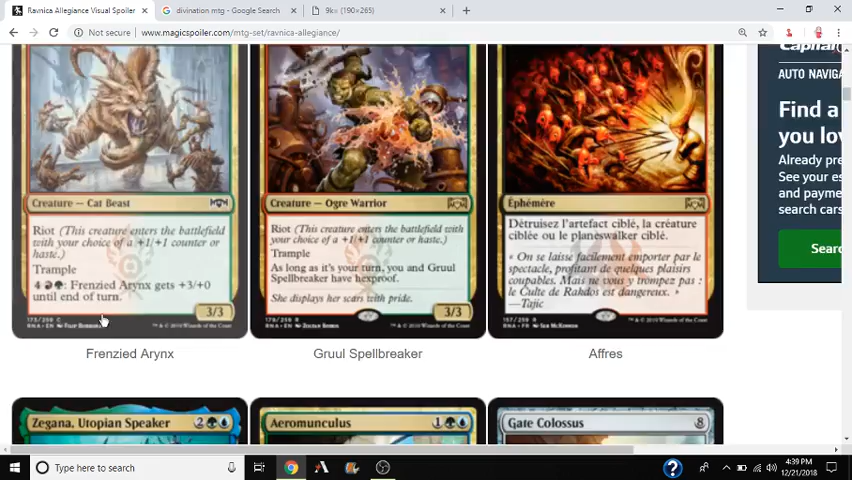 Ravnica Allegiance Visual Spoiler
divination mtg - Google Search
9k= (190×265)
Not secure
www.magicspoiler.com/mtg-set/ravnica-allegiance/
Creature — Cat Beast
Riot (This creature enters the battlefield
with your choice of a +1/+1 counter or
haste.)
Trample
4: Frenzied Arynx gets +3/+0
until end of turn.
3/3
Frenzied Arynx
Creature — Ogre Warrior
Riot (This creature enters the battlefield
with your choice of a +1/+1 counter or
haste.)
Trample
As long as it's your turn, you and Gruul
Spellbreaker have hexproof.
She displays her scars with pride.
3/3
Gruul Spellbreaker
Éphémère
Détruisez l'artefact ciblé, la créature
ciblée ou le planeswalker ciblé.
« On se laisse facilement emporter par le
spectacle, profitant de quelques plaisirs
coupables. Mais ne vous y trompez pas :
le Culte de Rakdos est dangereux. »
—Tajic
Affres
Zegana, Utopian Speaker 2
Aeromunculus 1
Gate Colossus 8
AUTO NAVIGA
Find a
you lov
Already pre
See your es
and payme
search cars
Searc
Type here to search
4:39 PM
12/21/2018